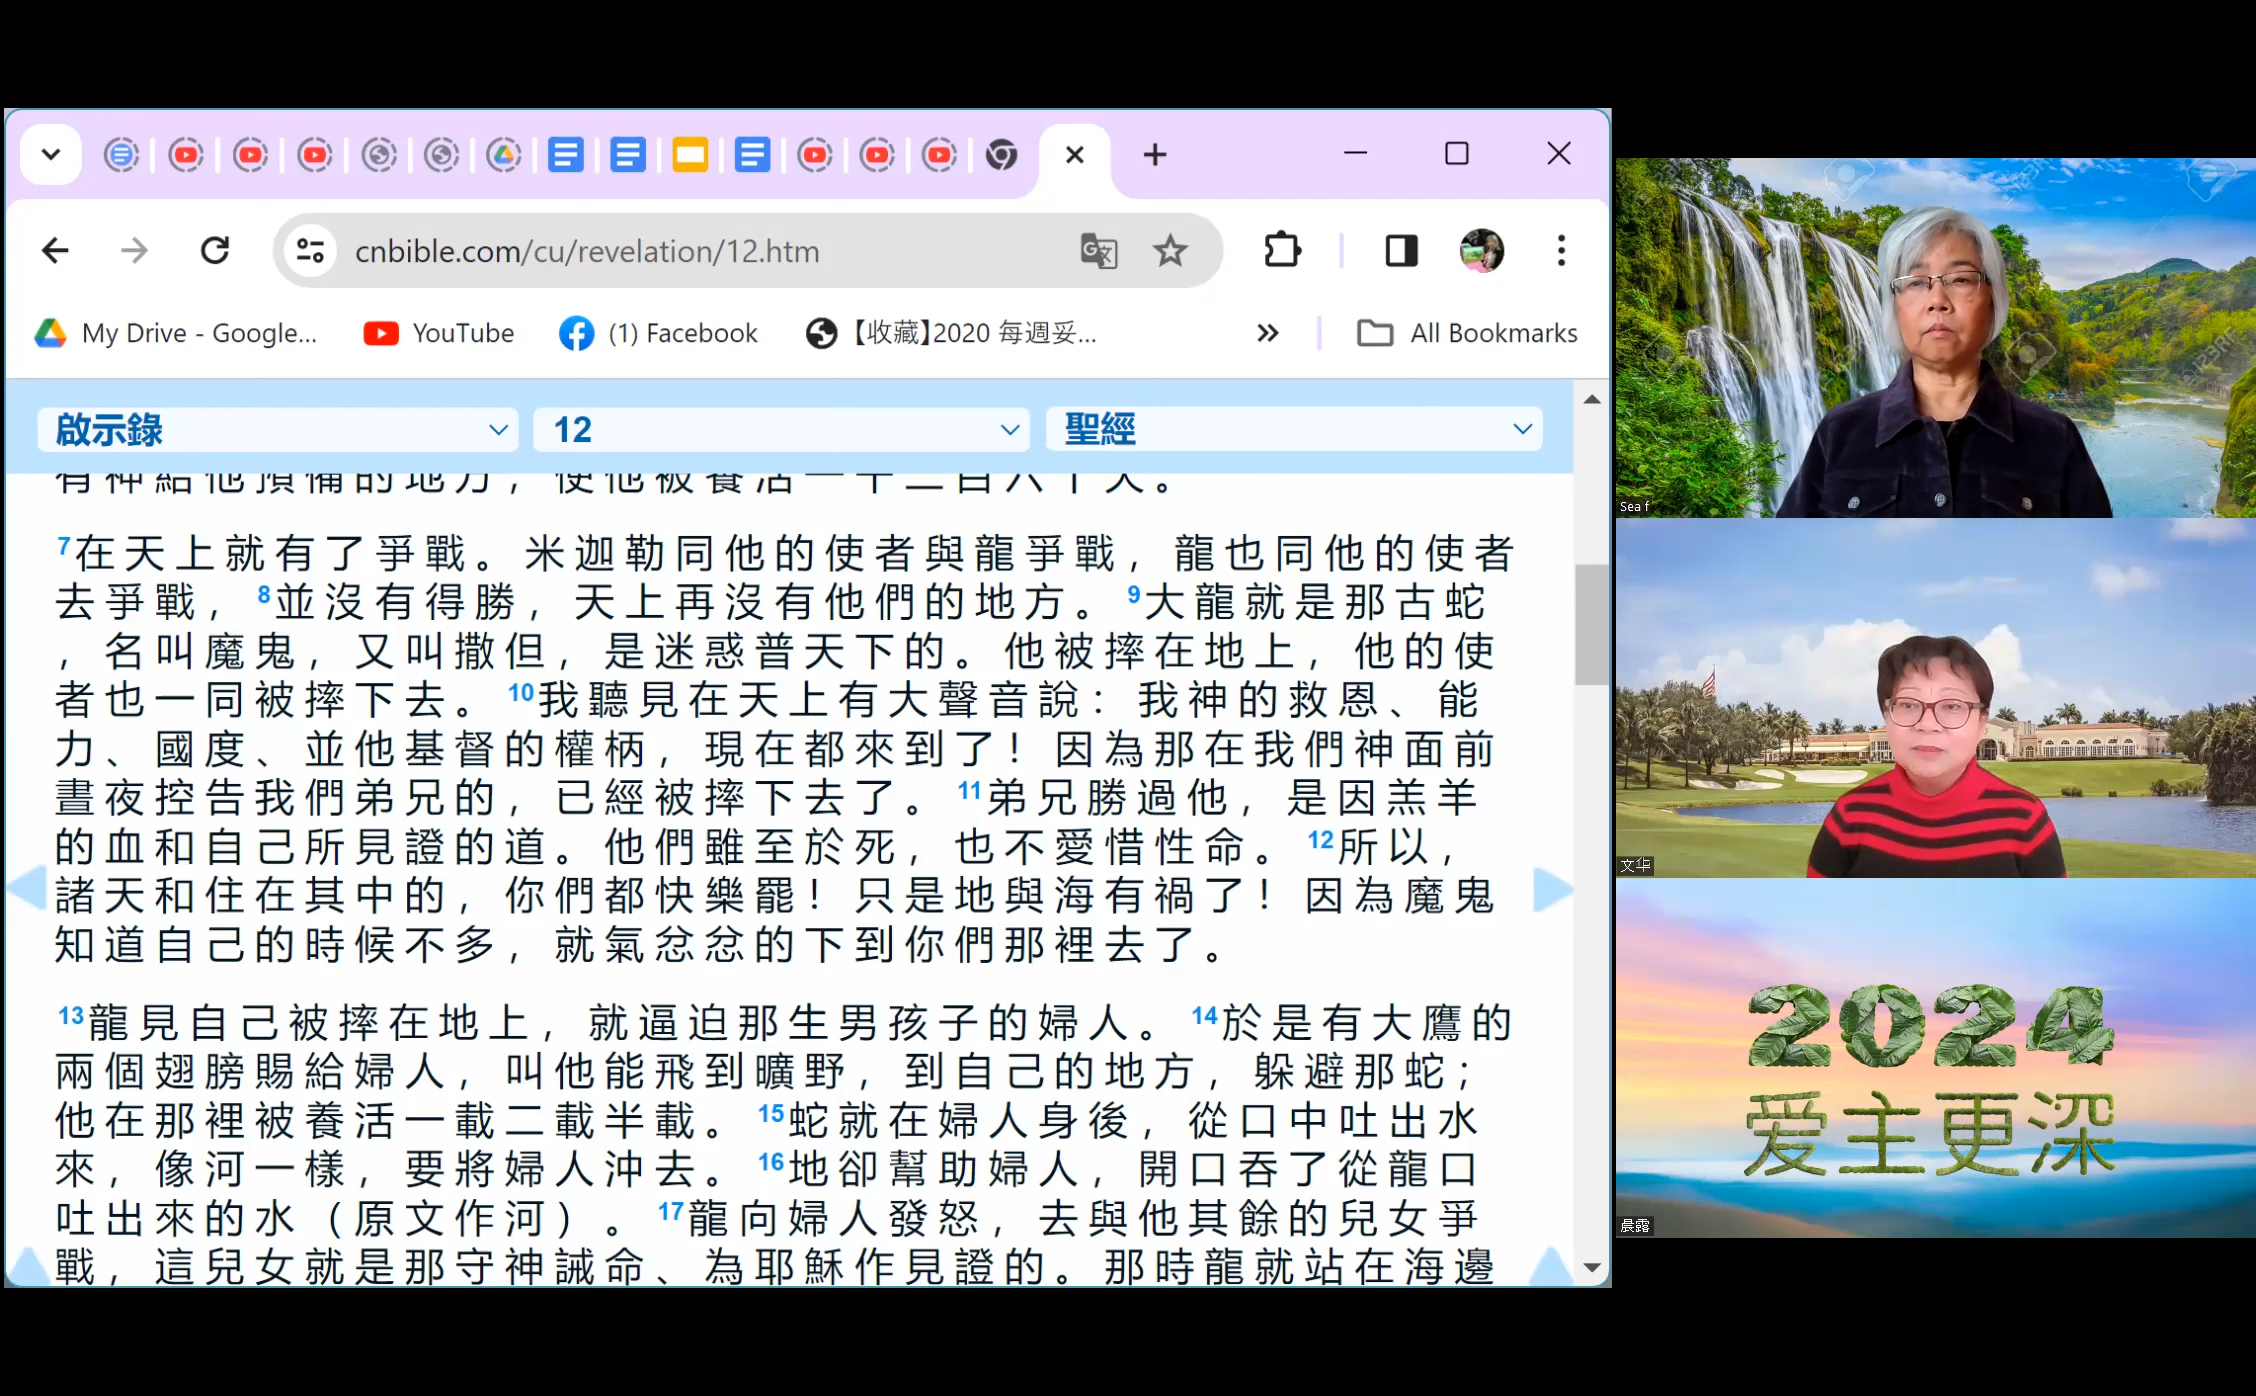 cnbible.com/cu/revelation/12.htm
My Drive - Google...
YouTube
(1) Facebook
【收藏】2020 每週妥...
All Bookmarks
啟示錄
12
聖經
有神給他預備的地方，使他被養活一千二百六十天。
7在天上就有了爭戰。米迦勒同他的使者與龍爭戰，龍也同他的使者
去爭戰，8並沒有得勝，天上再沒有他們的地方。9大龍就是那古蛇
，名叫魔鬼，又叫撒但，是迷惑普天下的。他被摔在地上，他的使
者也一同被摔下去。10我聽見在天上有大聲音說：我神的救恩、能
力、國度、並他基督的權柄，現在都來到了！因為那在我們神面前
晝夜控告我們弟兄的，已經被摔下去了。11弟兄勝過他，是因羔羊
的血和自己所見證的道。他們雖至於死，也不愛惜性命。12所以，
諸天和住在其中的，你們都快樂罷！只是地與海有禍了！因為魔鬼
知道自己的時候不多，就氣忿忿的下到你們那裡去了。
13龍見自己被摔在地上，就逼迫那生男孩子的婦人。14於是有大鷹的
兩個翅膀賜給婦人，叫他能飛到曠野，到自己的地方，躲避那蛇；
他在那裡被養活一載二載半載。15蛇就在婦人身後，從口中吐出水
來，像河一樣，要將婦人沖去。16地卻幫助婦人，開口吞了從龍口
吐出來的水（原文作河）。17龍向婦人發怒，去與他其餘的兒女爭
戰，這兒女就是那守神誡命、為耶穌作見證的。那時龍就站在海邊
Sea f
文华
2024
爱主更深
晨露